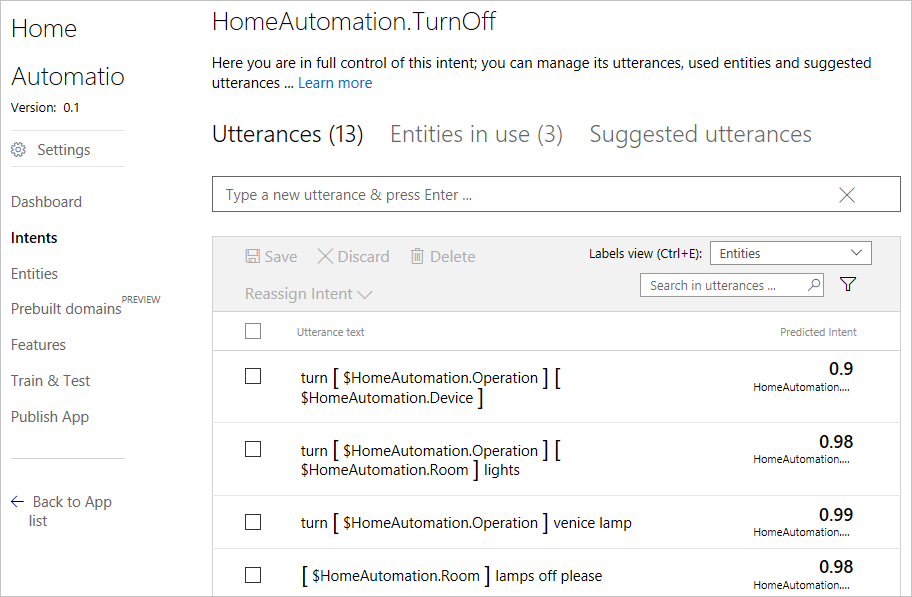 Home
Automatio
Version: 0.1
Settings
Dashboard
Intents
Entities
Prebuilt domains PREVIEW
Features
Train & Test
Publish App
Back to App
list
HomeAutomation.TurnOff
Here you are in full control of this intent; you can manage its utterances, used entities and suggested
utterances ... Learn more
Utterances (13) Entities in use (3) Suggested utterances
Type a new utterance & press Enter ...
Save Discard Delete Labels view (Ctrl+E): Entities
Reassign Intent Search in utterances ...
Utterance text Predicted Intent
turn [ $HomeAutomation.Operation ] [
$HomeAutomation.Device ]
0.9
HomeAutomation....
turn [ $HomeAutomation.Operation ] [
$HomeAutomation.Room ] lights
0.98
HomeAutomation....
turn [ $HomeAutomation.Operation ] venice lamp
0.99
HomeAutomation....
[ $HomeAutomation.Room ] lamps off please
0.98
HomeAutomation....